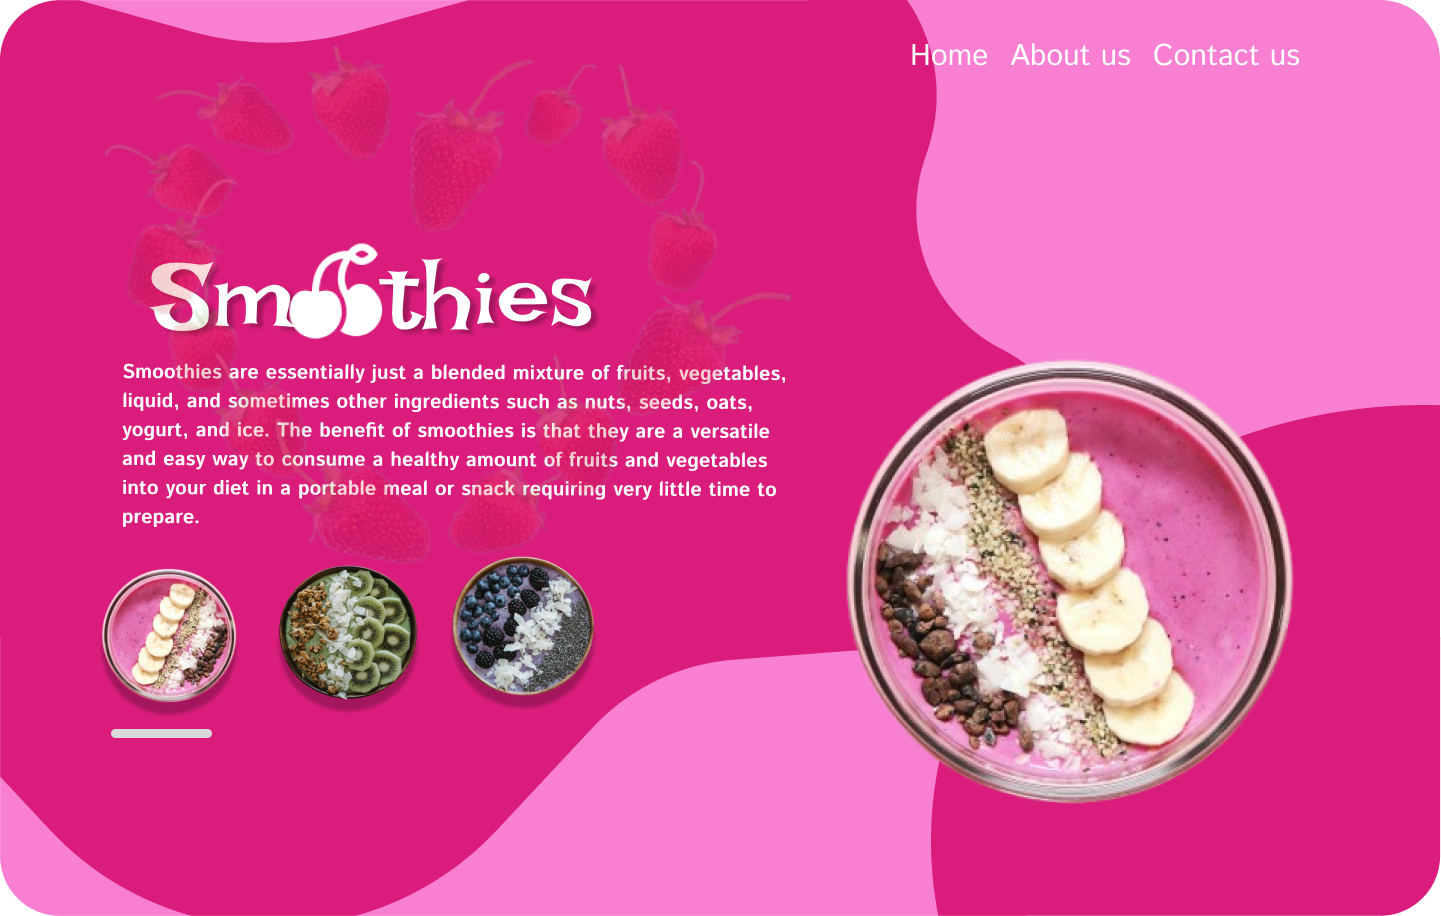 Home About us Contact us
Smoothies
Smoothies are essentially just a blended mixture of fruits, vegetables,
liquid, and sometimes other ingredients such as nuts, seeds, oats,
yogurt, and ice. The benefit of smoothies is that they are a versatile
and easy way to consume a healthy amount of fruits and vegetables
into your diet in a portable meal or snack requiring very little time to
prepare.